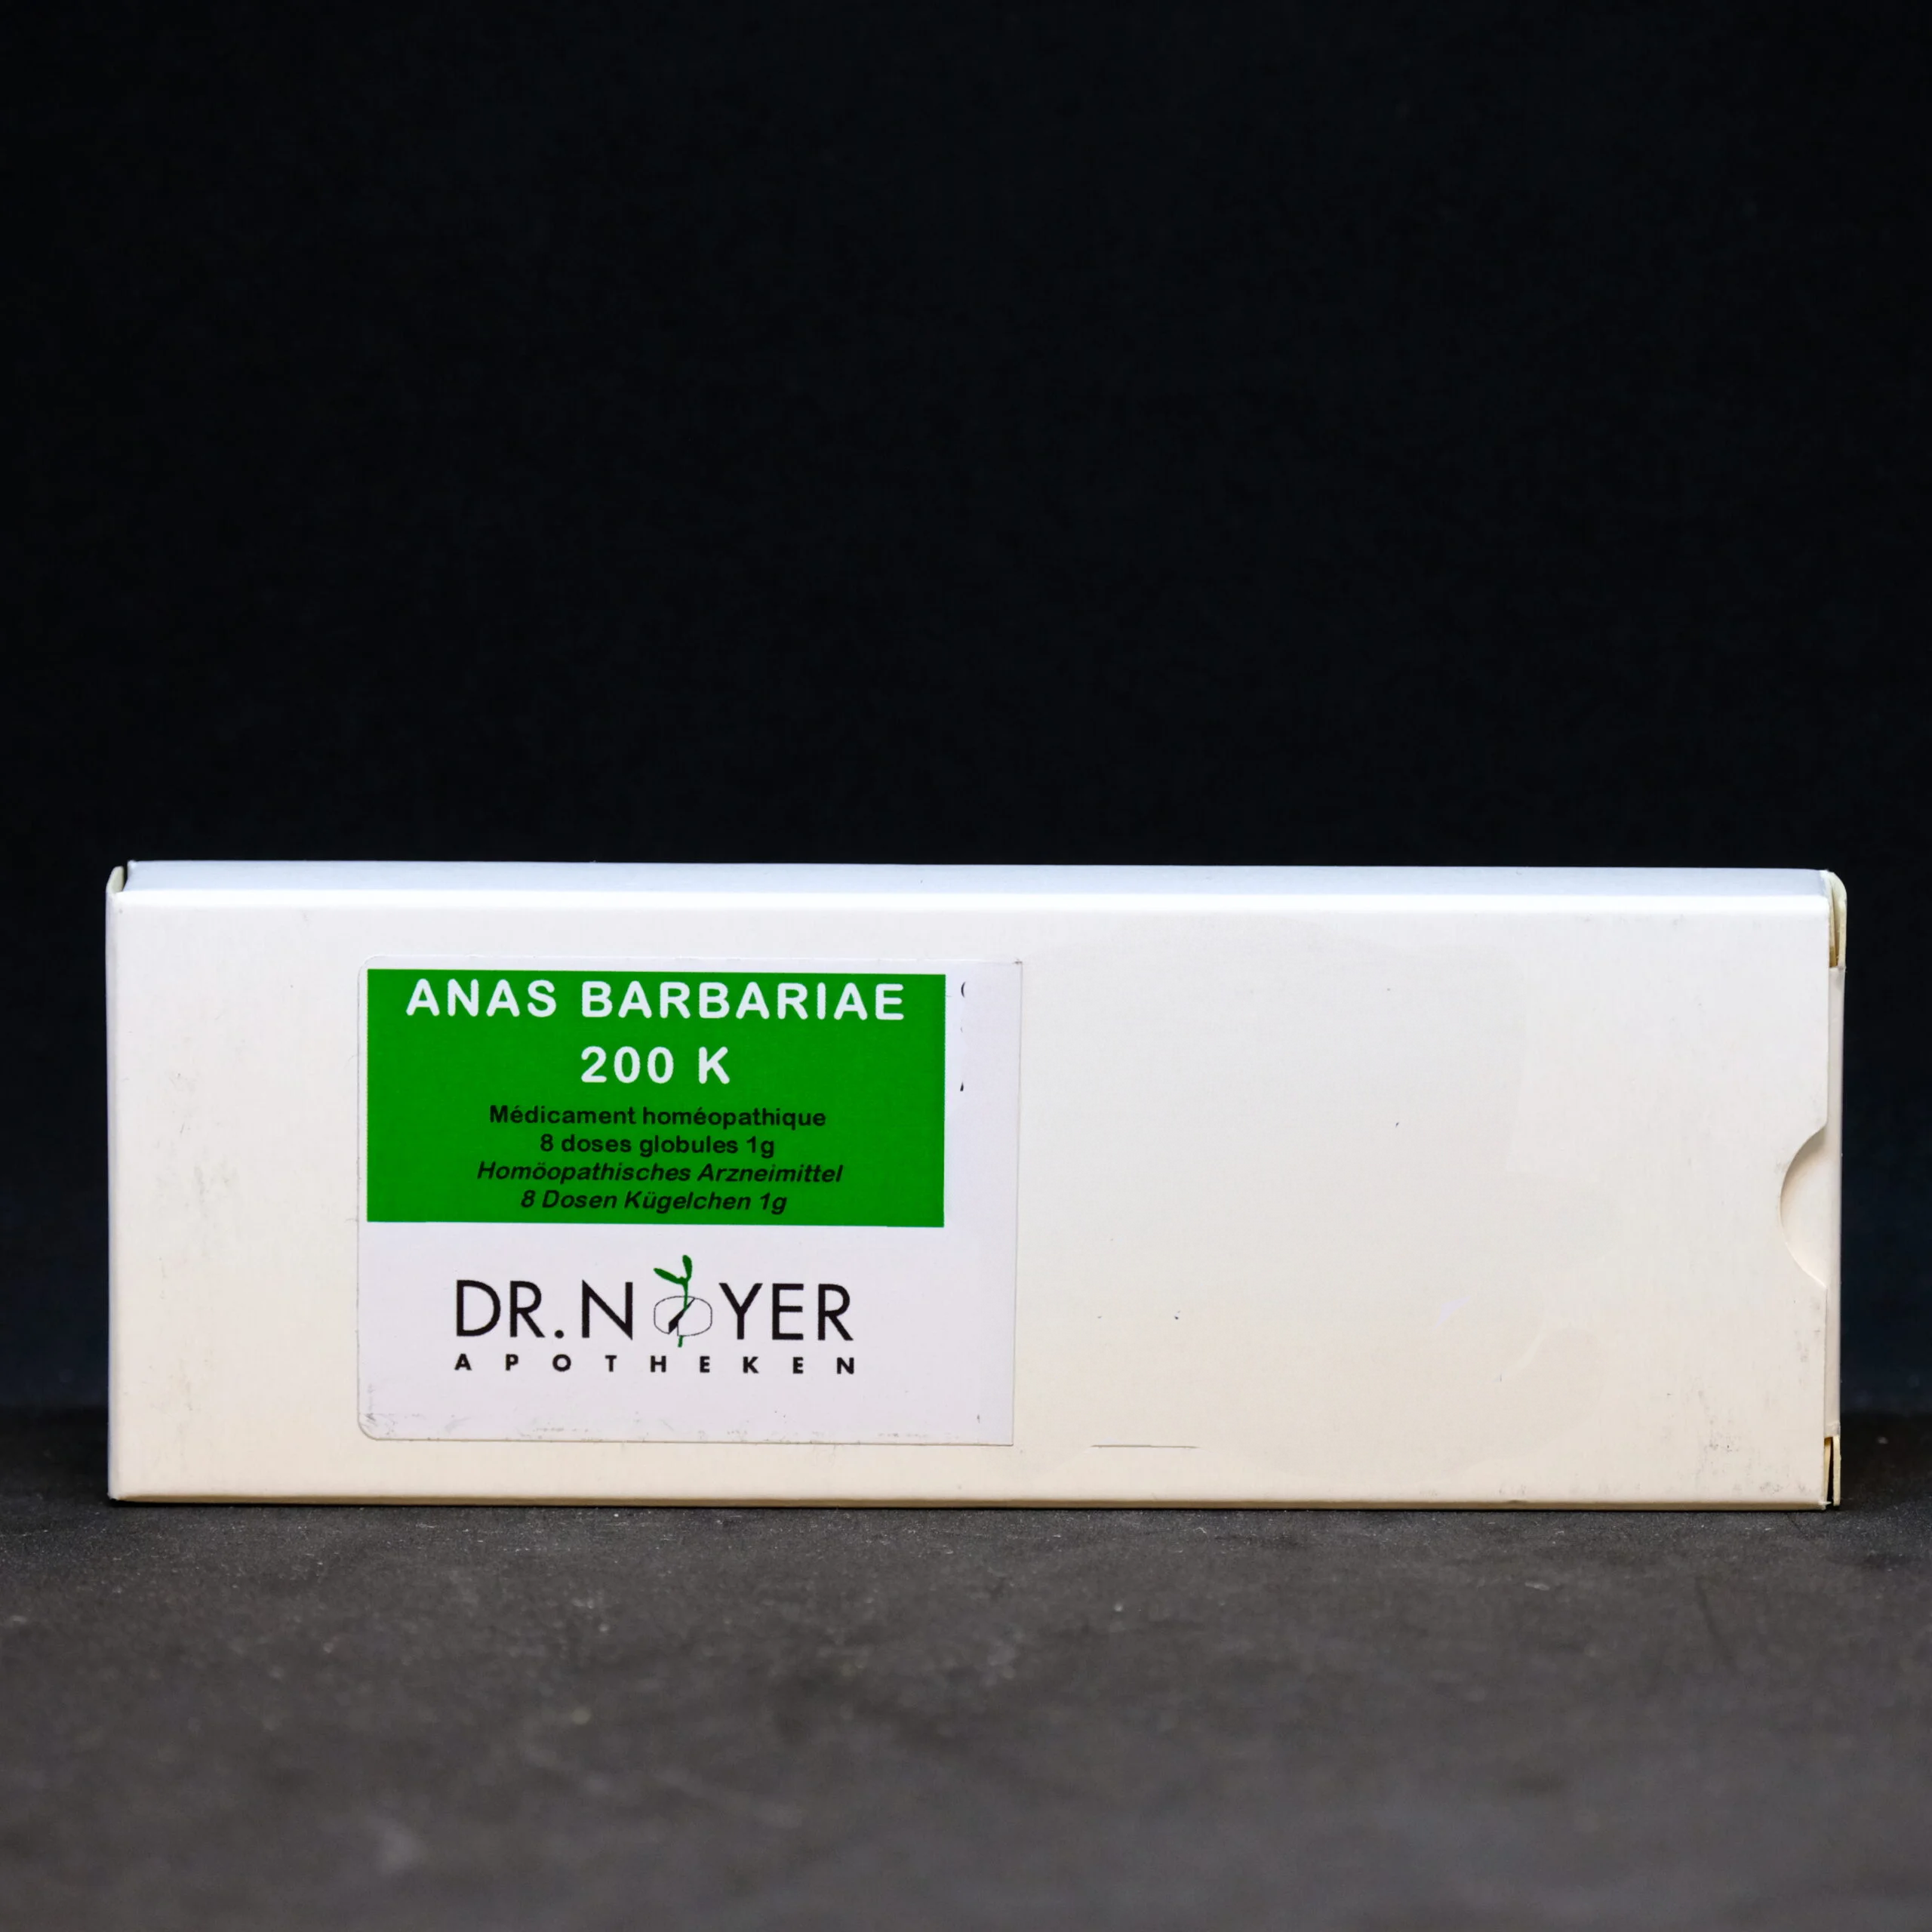 ANAS BARBARIAE
200 K
Médicament homéopathique
8 doses globules 1g
Homöopathisches Arzneimittel
8 Dosen Kügelchen 1g
DR. NOYER
APOTHEKEN